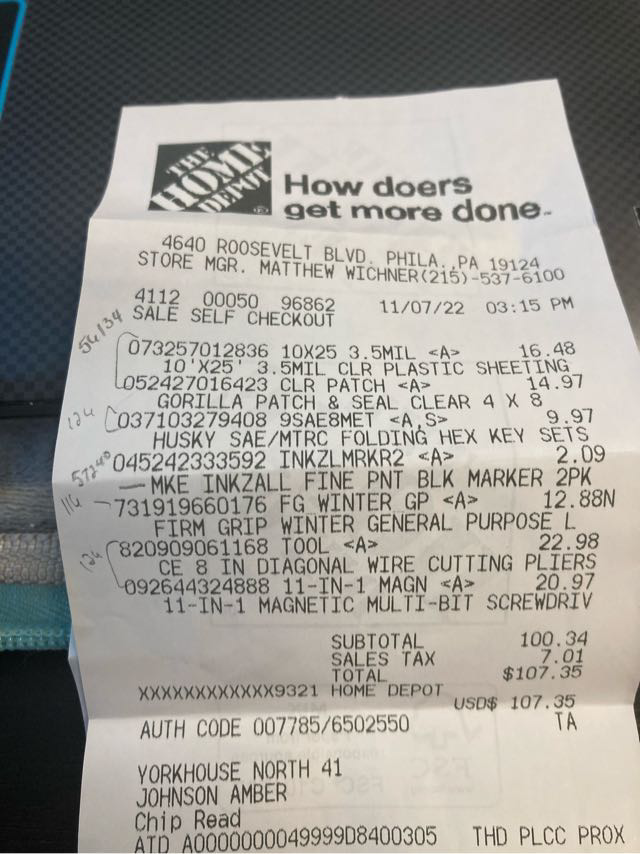 THE
HOME
DEPOT®
How doers
get more done™
4640 ROOSEVELT BLVD. PHILA., PA 19124
STORE MGR. MATTHEW WICHNER(215)-537-6100
4112 00050 96862 11/07/22 03:15 PM
SALE SELF CHECKOUT
54134
073257012836 10X25 3.5MIL <A> 16.48
10'X25' 3.5MIL CLR PLASTIC SHEETING
052427016423 CLR PATCH <A> 14.97
GORILLA PATCH & SEAL CLEAR 4 X 8
124 037103279408 9SAE8MET <A,S> 9.97
HUSKY SAE/MTRC FOLDING HEX KEY SETS
57240 045242333592 INKZLMRKR2 <A> 2.09
MKE INKZALL FINE PNT BLK MARKER 2PK
116 731919660176 FG WINTER GP <A> 12.88N
FIRM GRIP WINTER GENERAL PURPOSE L
124 820909061168 TOOL <A> 22.98
CE 8 IN DIAGONAL WIRE CUTTING PLIERS
092644324888 11-IN-1 MAGN <A> 20.97
11-IN-1 MAGNETIC MULTI-BIT SCREWDRIV
SUBTOTAL 100.34
SALES TAX 7.01
TOTAL $107.35
XXXXXXXXXXXX9321 HOME DEPOT
USD$ 107.35
AUTH CODE 007785/6502550 TA
YORKHOUSE NORTH 41
JOHNSON AMBER
Chip Read
AID A0000000049999D8400305 THD PLCC PROX